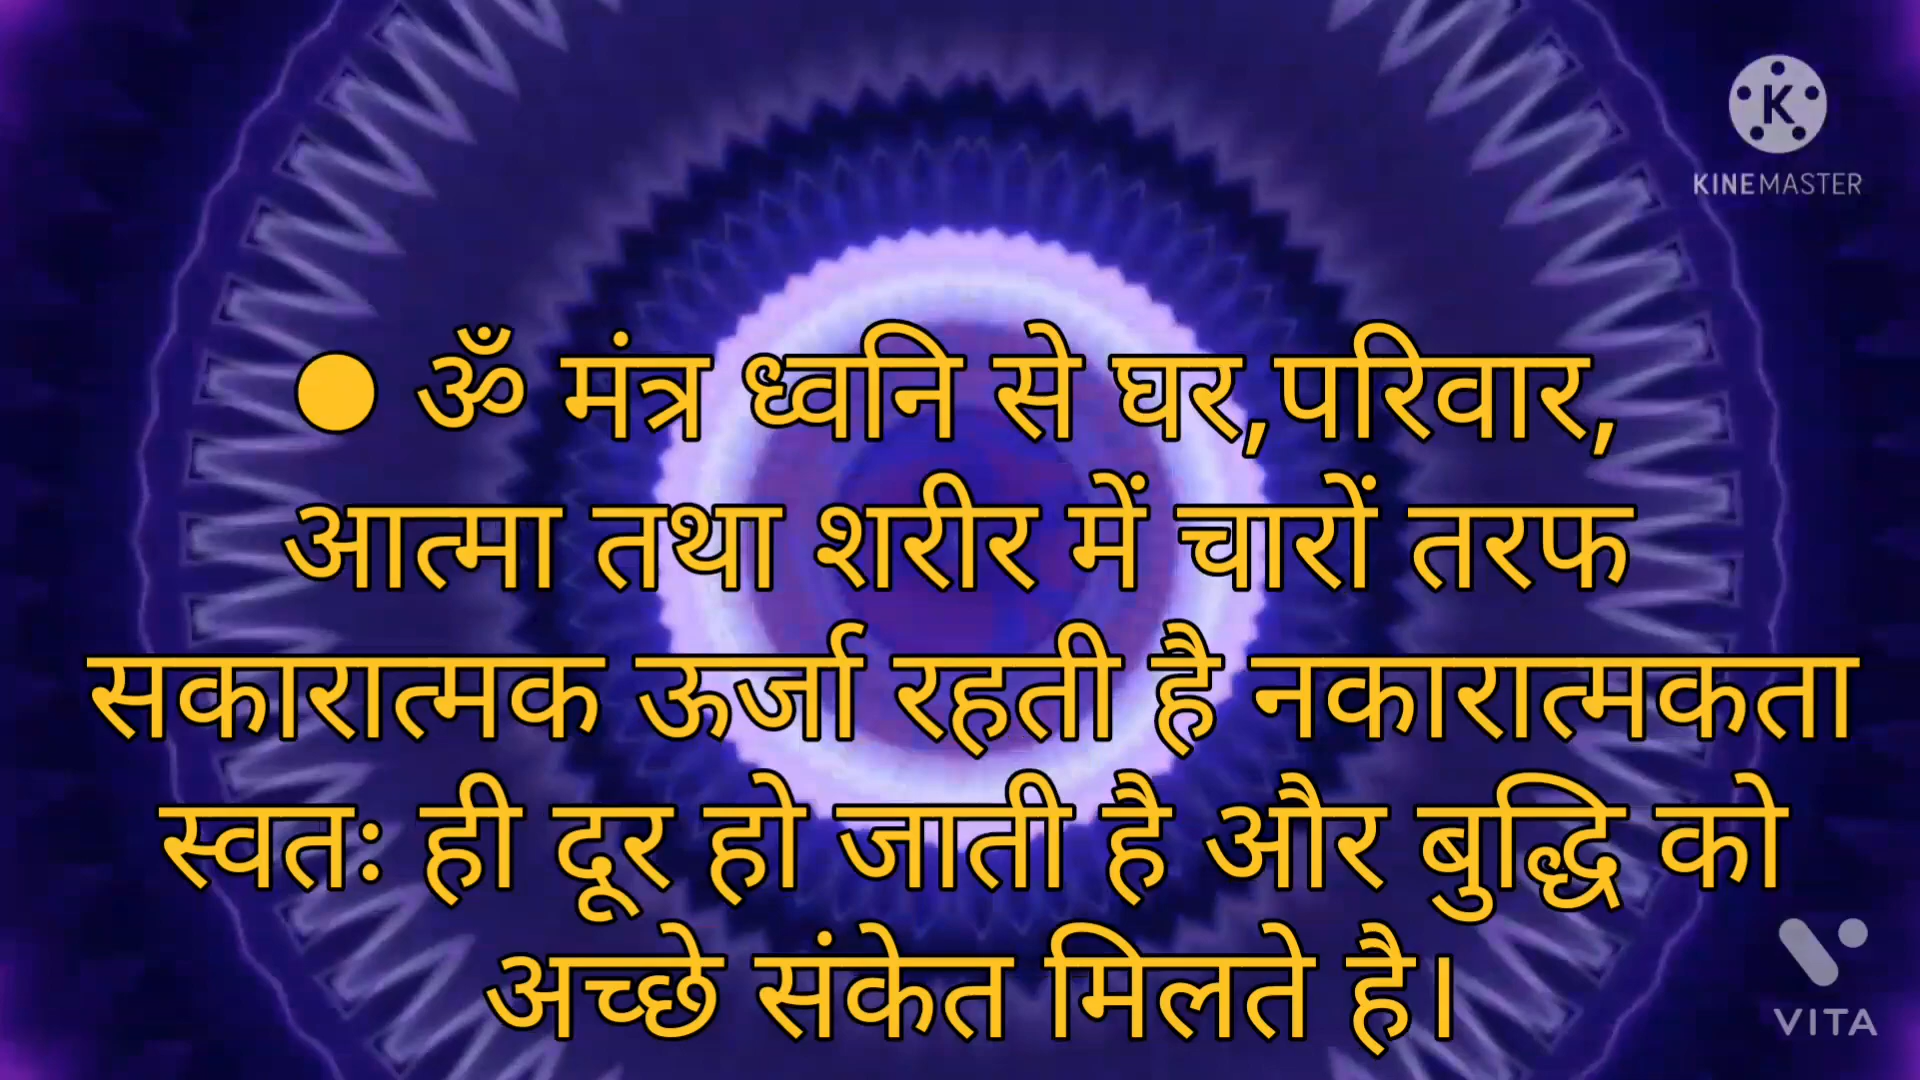 KINEMASTER
● ॐ मंत्र ध्वनि से घर,परिवार,
आत्मा तथा शरीर में चारों तरफ
सकारात्मक ऊर्जा रहती है नकारात्मकता
स्वतः ही दूर हो जाती है और बुद्धि को
अच्छे संकेत मिलते है।
VITA